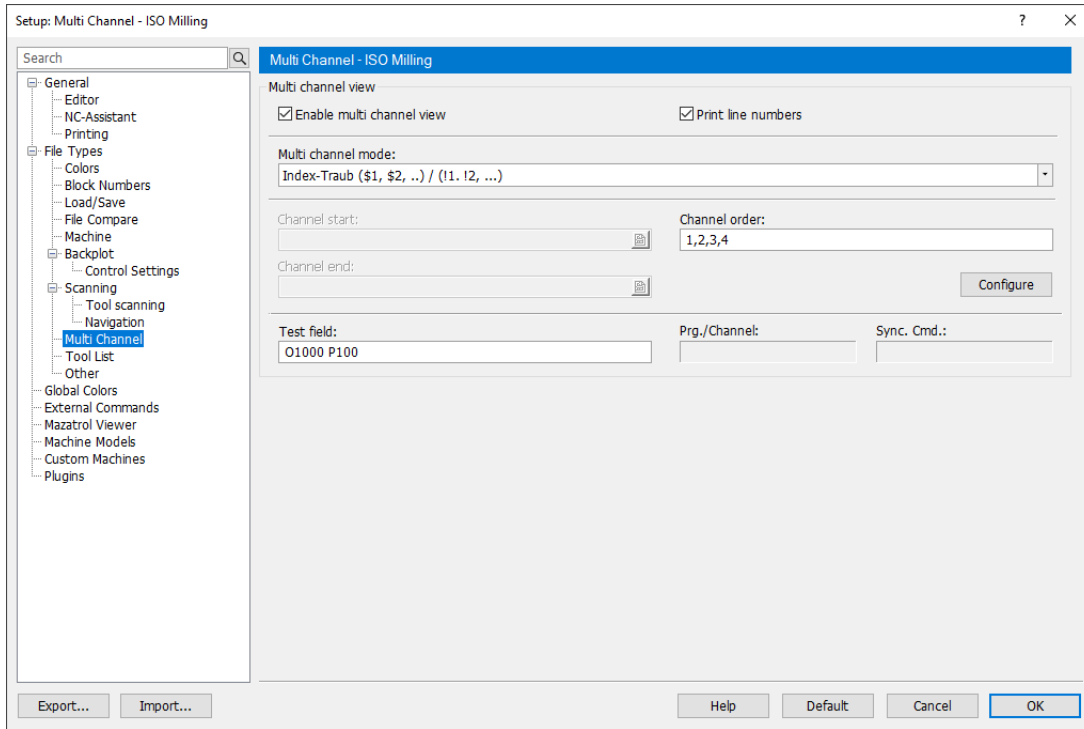 Setup: Multi Channel - ISO Milling
?
Search
General
Editor
NC-Assistant
Printing
File Types
Colors
Block Numbers
Load/Save
File Compare
Machine
Backplot
Control Settings
Scanning
Tool scanning
Navigation
Multi Channel
Tool List
Other
Global Colors
External Commands
Mazatrol Viewer
Machine Models
Custom Machines
Plugins
Multi Channel - ISO Milling
Multi channel view
Enable multi channel view
Print line numbers
Multi channel mode:
Index-Traub ($1, $2, ..) / (!1. !2, ...)
Channel start:
Channel order:
1,2,3,4
Channel end:
Configure
Test field:
Prg./Channel:
Sync. Cmd.:
O1000 P100
Export...
Import...
Help
Default
Cancel
OK